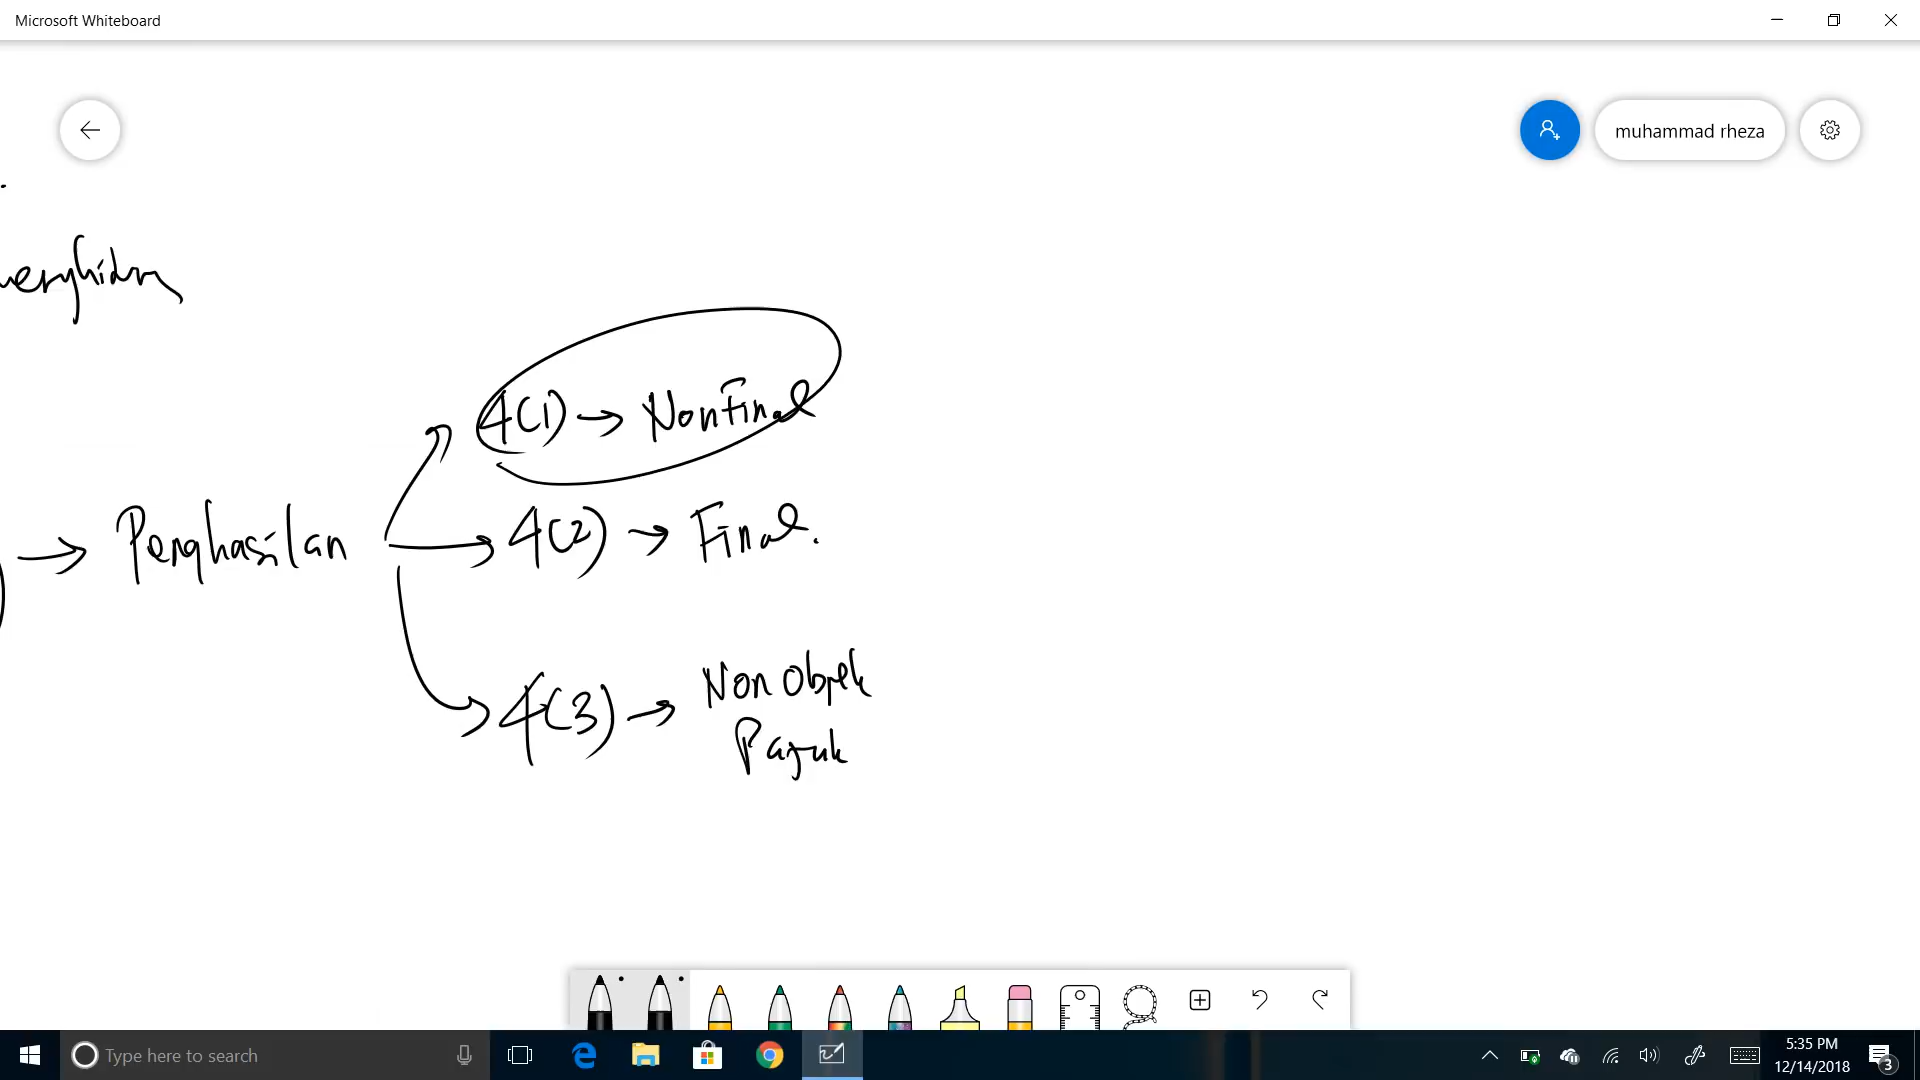 Microsoft Whiteboard
muhammad rheza
4(1) → NonFinal
→ Penghasilan → 4(2) → Final.
4(3) → Non Objek
Pajak
Type here to search
5:35 PM
12/14/2018
3